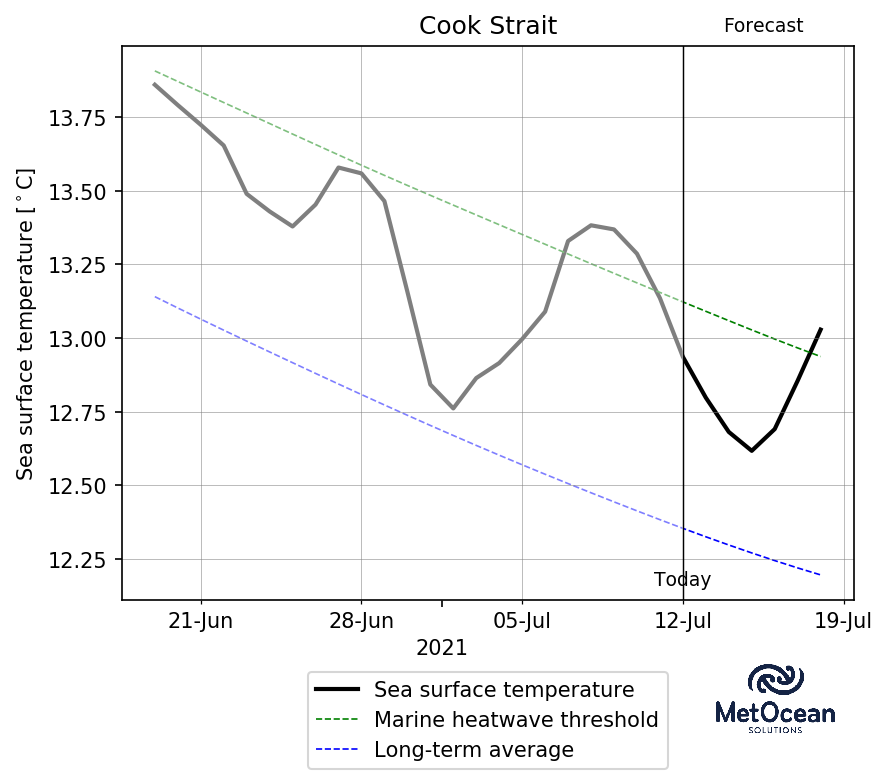 Cook Strait
Forecast
Sea surface temperature [°C]
13.75
13.50
13.25
13.00
12.75
12.50
12.25
Today
21-Jun
28-Jun
05-Jul
12-Jul
19-Jul
2021
Sea surface temperature
Marine heatwave threshold
Long-term average
MetOcean
SOLUTIONS